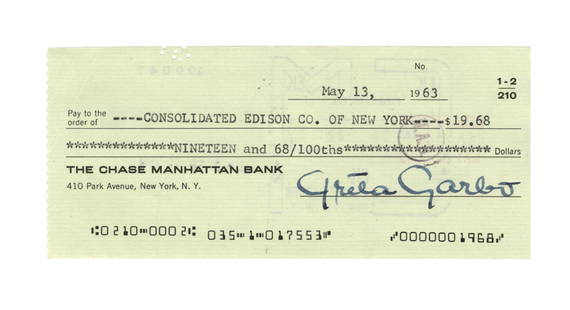 No.
May 13, 1963
1-2
210
Pay to the
order of ----CONSOLIDATED EDISON CO. OF NEW YORK----$19.68
***************NINETEEN and 68/100ths******************** Dollars
THE CHASE MANHATTAN BANK
410 Park Avenue, New York, N. Y.
Greta Garbo
⑆0210⑉0002⑆ 035⑉1⑉017553⑈ ⑇0000001968⑇